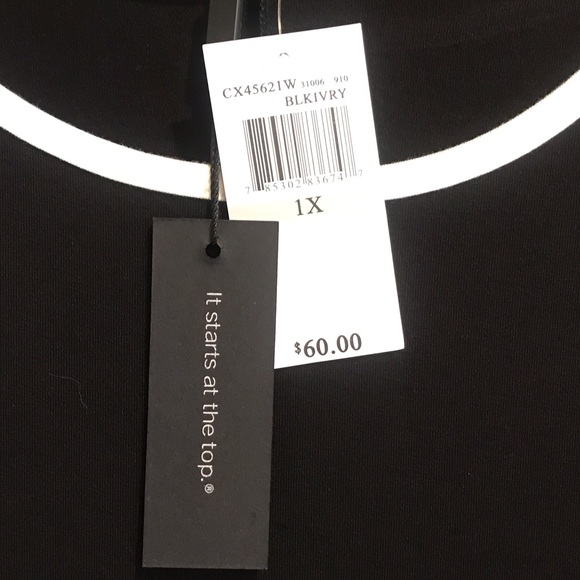 CX45621W 31006 910
BLKIVRY
7 85302 83674 7
1X
$60.00
It starts at the top.®